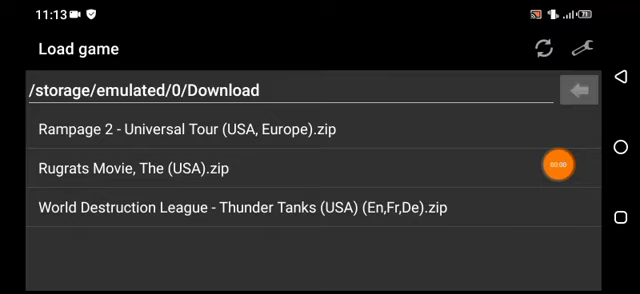 11:13
73
Load game
/storage/emulated/0/Download
Rampage 2 - Universal Tour (USA, Europe).zip
Rugrats Movie, The (USA).zip
00:00
World Destruction League - Thunder Tanks (USA) (En,Fr,De).zip